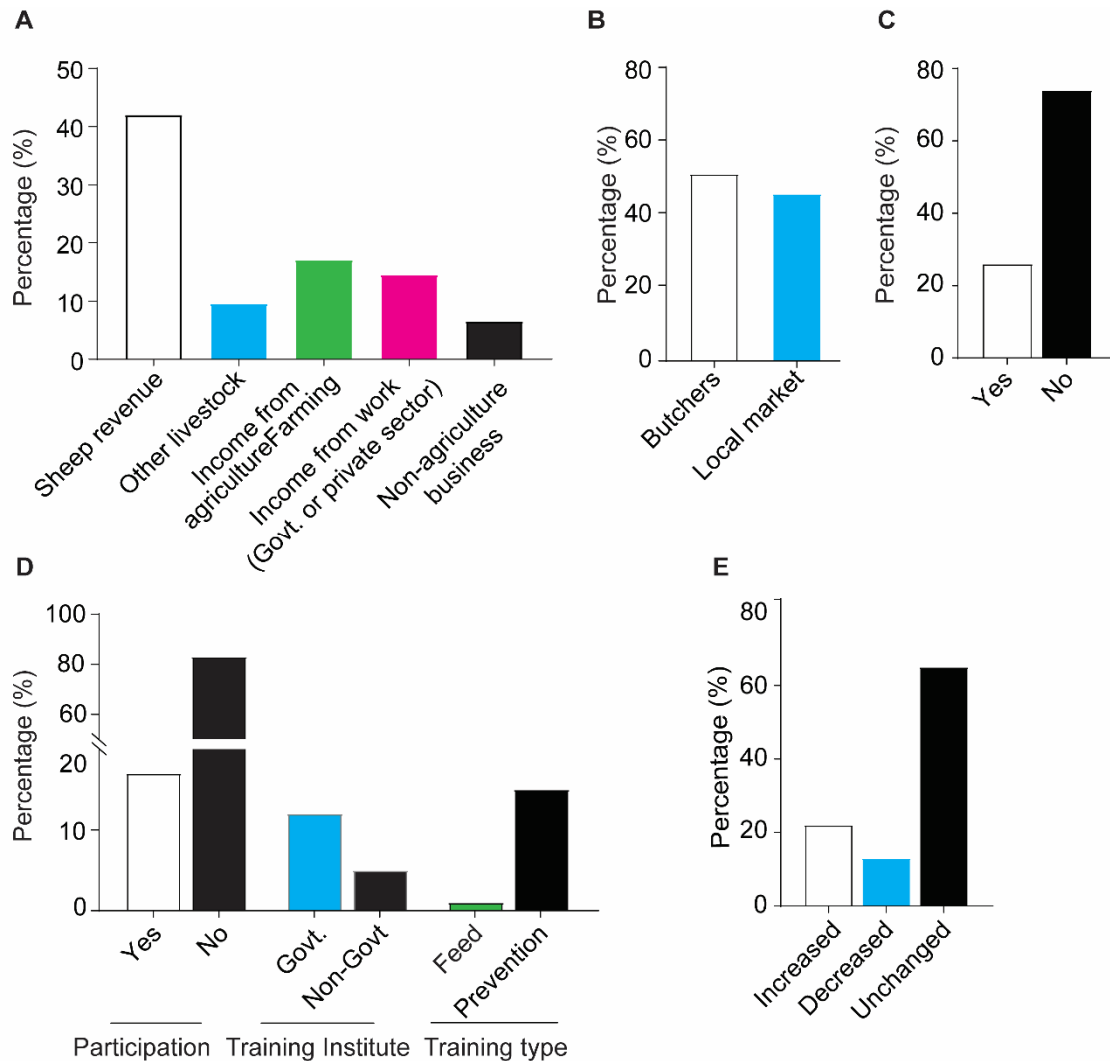 A
Percentage (%)
50
40
30
20
10
0
Sheep revenue
Other livestock
Income from
agricultureFarming
Income from work
(Govt. or private sector)
Non-agriculture
business
B
Percentage (%)
80
60
40
20
0
Butchers
Local market
C
Percentage (%)
80
60
40
20
0
Yes
No
D
Percentage (%)
100
80
60
20
10
0
Yes
No
Govt.
Non-Govt
Feed
Prevention
Participation
Training Institute
Training type
E
Percentage (%)
80
60
40
20
0
Increased
Decreased
Unchanged